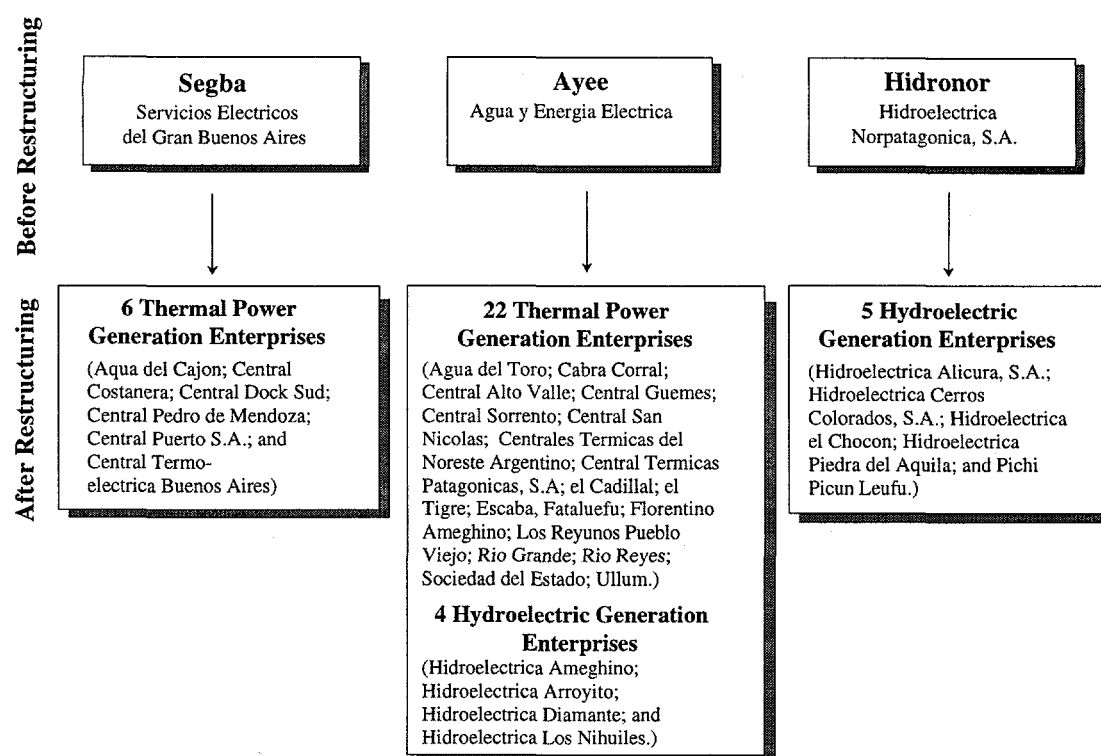 Before Restructuring
Segba
Servicios Electricos
del Gran Buenos Aires
Ayee
Agua y Energia Electrica
Hidronor
Hidroelectrica
Norpatagonica, S.A.
After Restructuring
6 Thermal Power
Generation Enterprises
(Aqua del Cajon; Central
Costanera; Central Dock Sud;
Central Pedro de Mendoza;
Central Puerto S.A.; and
Central Termo-
electrica Buenos Aires)
22 Thermal Power
Generation Enterprises
(Agua del Toro; Cabra Corral;
Central Alto Valle; Central Guemes;
Central Sorrento; Central San
Nicolas; Centrales Termicas del
Noreste Argentino; Central Termicas
Patagonicas, S.A; el Cadillal; el
Tigre; Escaba, Fataluefu; Florentino
Ameghino; Los Reyunos Pueblo
Viejo; Rio Grande; Rio Reyes;
Sociedad del Estado; Ullum.)
4 Hydroelectric Generation
Enterprises
(Hidroelectrica Ameghino;
Hidroelectrica Arroyito;
Hidroelectrica Diamante; and
Hidroelectrica Los Nihuiles.)
5 Hydroelectric
Generation Enterprises
(Hidroelectrica Alicura, S.A.;
Hidroelectrica Cerros
Colorados, S.A.; Hidroelectrica
el Chocon; Hidroelectrica
Piedra del Aquila; and Pichi
Picun Leufu.)